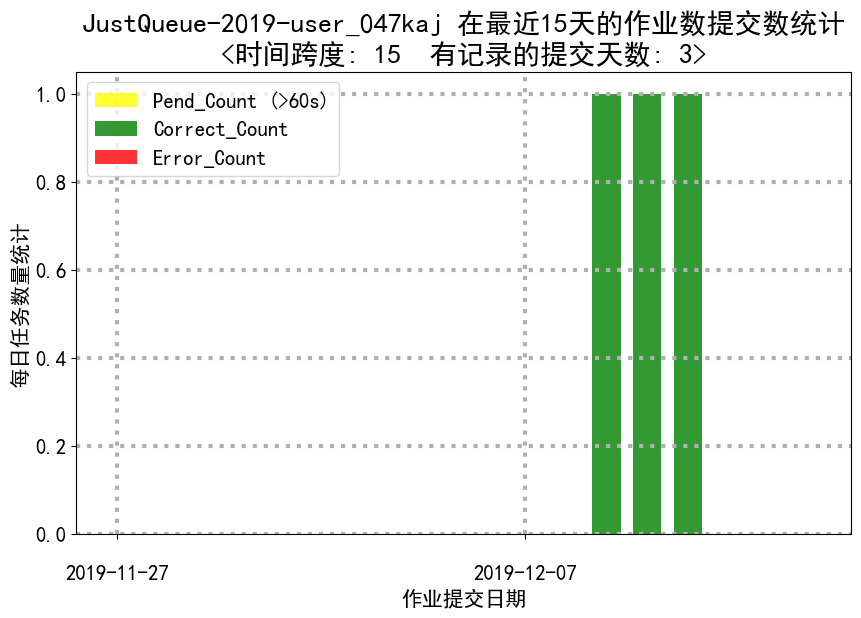 JustQueue-2019-user_047kaj 在最近15天的作业数提交数统计
<时间跨度: 15  有记录的提交天数: 3>
Pend_Count (>60s)
Correct_Count
Error_Count
1.0
0.8
0.6
0.4
0.2
0.0
每日任务数量统计
2019-11-27
2019-12-07
作业提交日期